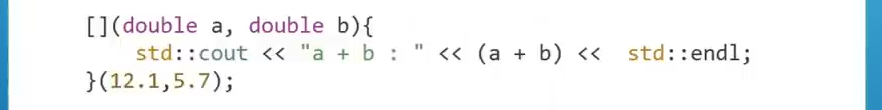 [](double a, double b){
    std::cout << "a + b : " << (a + b) <<  std::endl;
}(12.1,5.7);